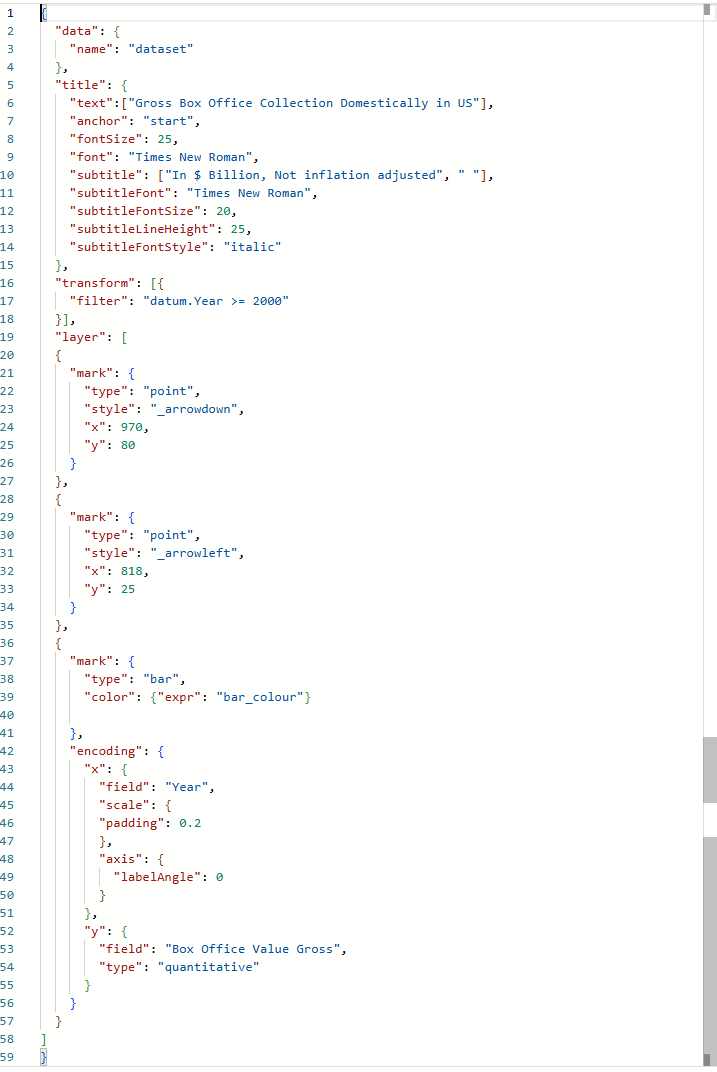 1 {
2   "data": {
3     "name": "dataset"
4   },
5   "title": {
6     "text":["Gross Box Office Collection Domestically in US"],
7     "anchor": "start",
8     "fontSize": 25,
9     "font": "Times New Roman",
10     "subtitle": ["In $ Billion, Not inflation adjusted", " "],
11     "subtitleFont": "Times New Roman",
12     "subtitleFontSize": 20,
13     "subtitleLineHeight": 25,
14     "subtitleFontStyle": "italic"
15   },
16   "transform": [{
17     "filter": "datum.Year >= 2000"
18   }],
19   "layer": [
20   {
21     "mark": {
22       "type": "point",
23       "style": "_arrowdown",
24       "x": 970,
25       "y": 80
26     }
27   },
28   {
29     "mark": {
30       "type": "point",
31       "style": "_arrowleft",
32       "x": 818,
33       "y": 25
34     }
35   },
36   {
37     "mark": {
38       "type": "bar",
39       "color": {"expr": "bar_colour"}
40
41     },
42     "encoding": {
43       "x": {
44         "field": "Year",
45         "scale": {
46         "padding": 0.2
47         },
48         "axis": {
49           "labelAngle": 0
50         }
51       },
52       "y": {
53         "field": "Box Office Value Gross",
54         "type": "quantitative"
55       }
56     }
57   }
58 ]
59 }